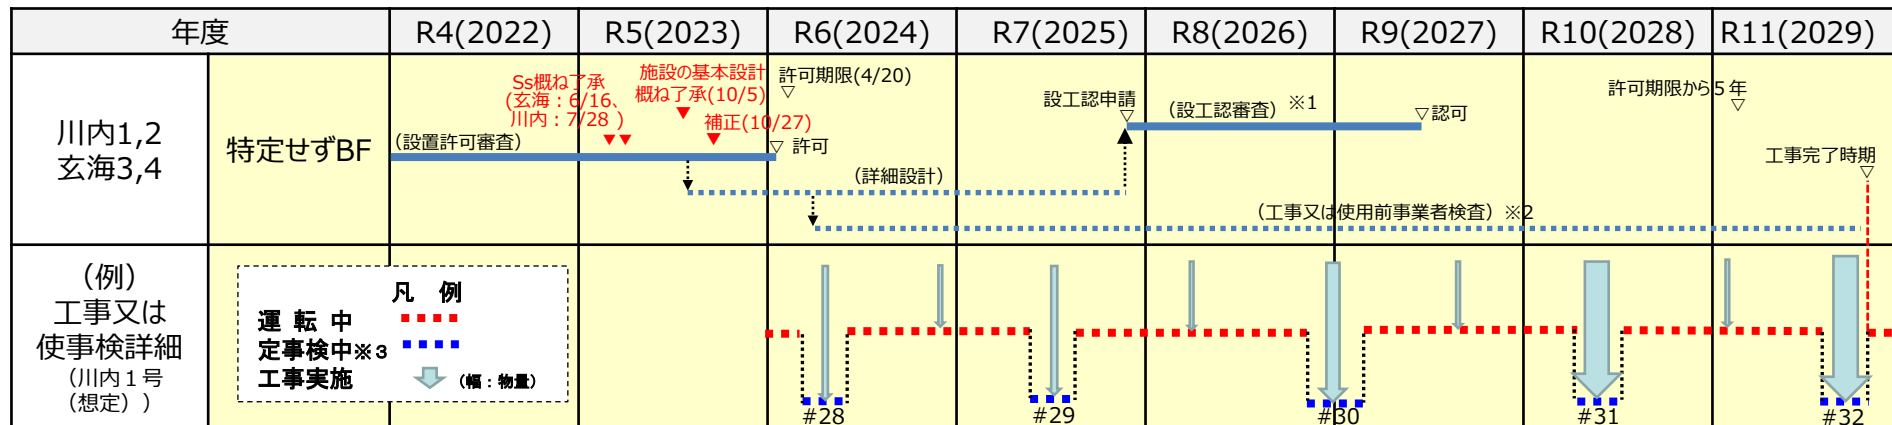 年度
R4(2022)
R5(2023)
R6(2024)
R7(2025)
R8(2026)
R9(2027)
R10(2028)
R11(2029)
川内1,2
玄海3,4
特定せずBF
(設置許可審査)
Ss概ね了承
(玄海：6/16、
川内：7/28 )
施設の基本設計
概ね了承(10/5)
▼
▼▼
補正(10/27)
▼
許可期限(4/20)
▽
▽ 許可
(詳細設計)
設工認申請
▽
(設工認審査) ※1
▽認可
(工事又は使用前事業者検査) ※2
許可期限から５年
▽
工事完了時期
▽
(例)
工事又は
使事検詳細
(川内１号
(想定))
凡 例
運 転 中
定事検中※3
工事実施
(幅：物量)
#28
#29
#30
#31
#32